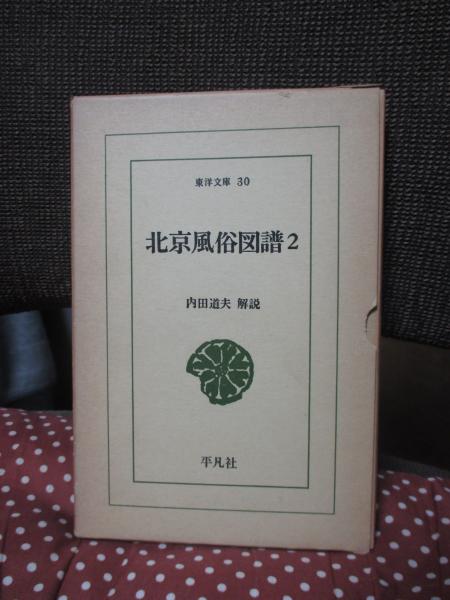 東洋文庫 30
北京風俗図譜2
内田道夫 解説
平凡社